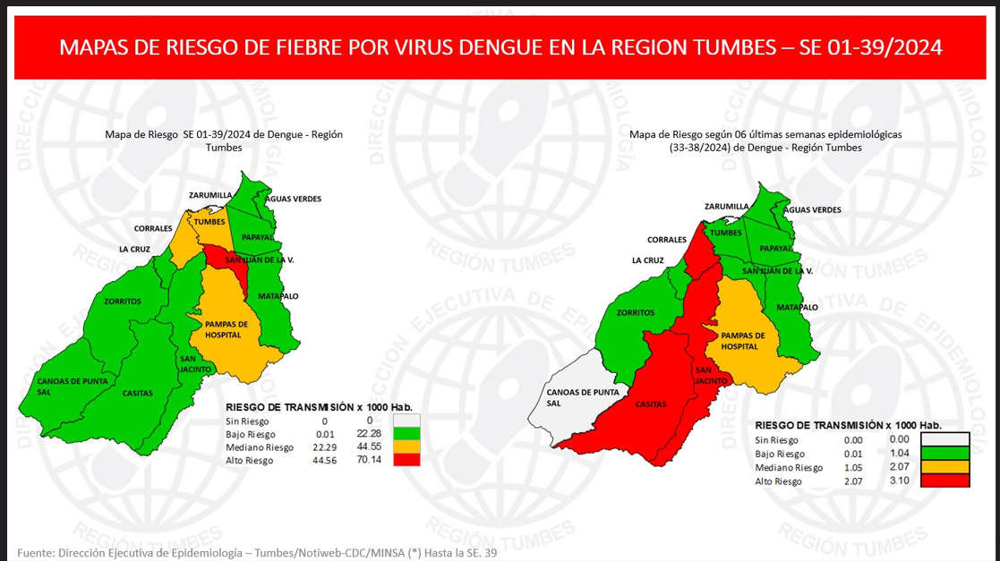 MAPAS DE RIESGO DE FIEBRE POR VIRUS DENGUE EN LA REGION TUMBES – SE 01-39/2024
Mapa de Riesgo SE 01-39/2024 de Dengue - Región
Tumbes
ZARUMILLA
AGUAS VERDES
TUMBES
CORRALES
PAPAYAL
LA CRUZ
SAN JUAN DE LA V.
ZORRITOS
MATAPALO
PAMPAS DE
HOSPITAL
SAN
JACINTO
CANOAS DE PUNTA
SAL
CASITAS
RIESGO DE TRANSMISIÓN x 1000 Hab.
Sin Riesgo 0 0
Bajo Riesgo 0.01 22.28
Mediano Riesgo 22.29 44.55
Alto Riesgo 44.56 70.14
Mapa de Riesgo según 06 últimas semanas epidemiológicas
(33-38/2024) de Dengue - Región Tumbes
ZARUMILLA
AGUAS VERDES
TUMBES
CORRALES
PAPAYAL
LA CRUZ
SAN JUAN DE LA V.
ZORRITOS
MATAPALO
PAMPAS DE
HOSPITAL
SAN
JACINTO
CANOAS DE PUNTA
SAL
CASITAS
RIESGO DE TRANSMISIÓN x 1000 Hab.
Sin Riesgo 0.00 0.00
Bajo Riesgo 0.01 1.04
Mediano Riesgo 1.05 2.07
Alto Riesgo 2.07 3.10
Fuente: Dirección Ejecutiva de Epidemiología – Tumbes/Notiweb-CDC/MINSA (*) Hasta la SE. 39